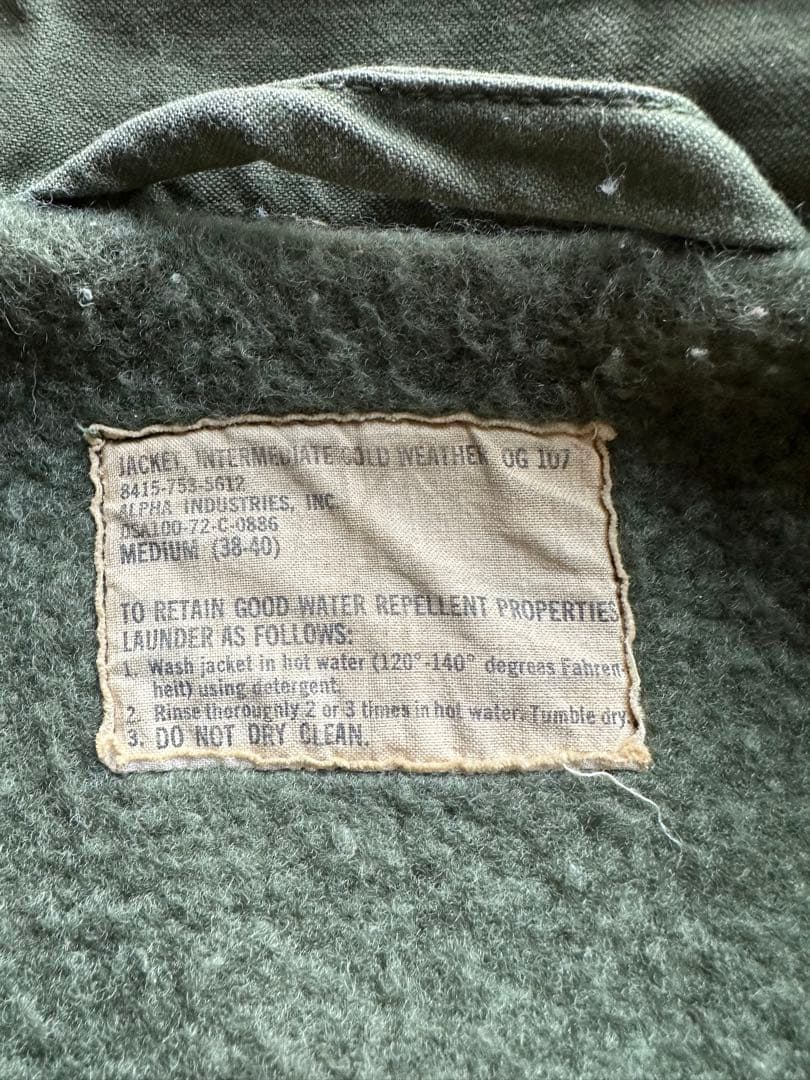 JACKET, INTERMEDIATE COLD WEATHER OG 107
8415-753-5612
ALPHA INDUSTRIES, INC.
DSA100-72-C-0886
MEDIUM (38-40)
TO RETAIN GOOD WATER REPELLENT PROPERTIES
LAUNDER AS FOLLOWS:
1. Wash jacket in hot water (120°-140° degrees Fahren-
heit) using detergent.
2. Rinse thoroughly 2 or 3 times in hot water. Tumble dry.
3. DO NOT DRY CLEAN.